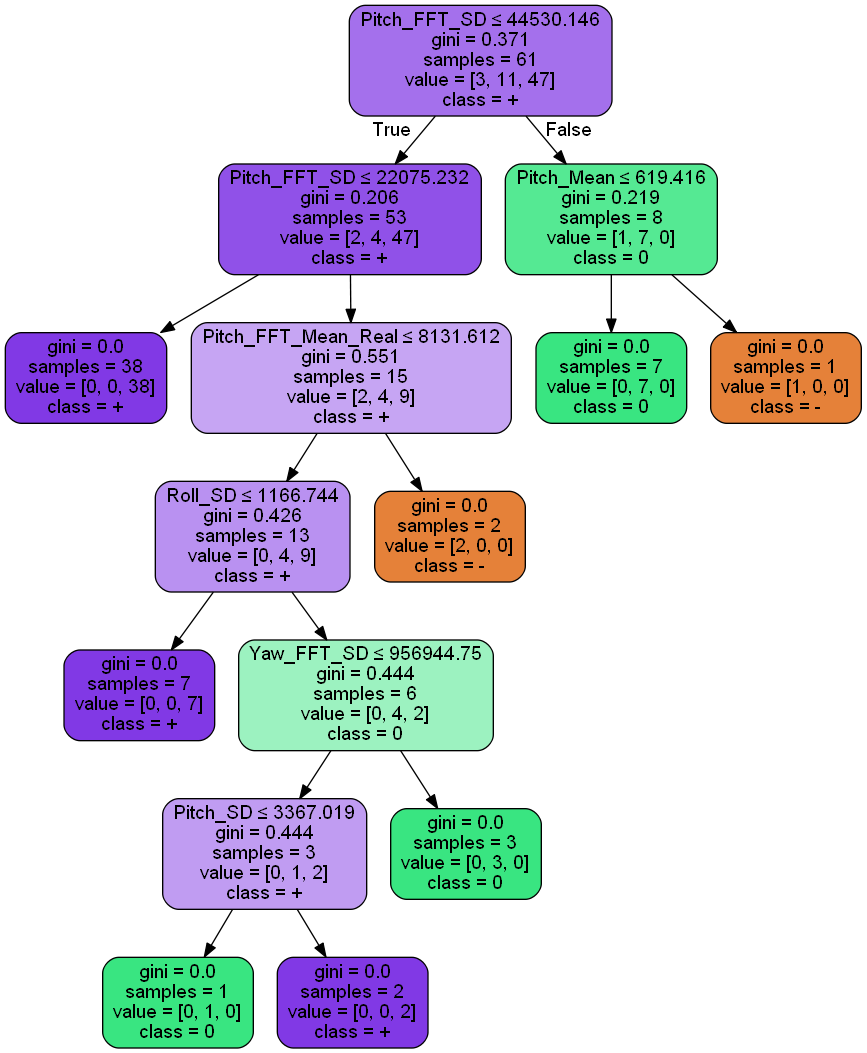 Pitch_FFT_SD ≤ 44530.146
gini = 0.371
samples = 61
value = [3, 11, 47]
class = +
True
False
Pitch_FFT_SD ≤ 22075.232
gini = 0.206
samples = 53
value = [2, 4, 47]
class = +
Pitch_Mean ≤ 619.416
gini = 0.219
samples = 8
value = [1, 7, 0]
class = 0
gini = 0.0
samples = 38
value = [0, 0, 38]
class = +
Pitch_FFT_Mean_Real ≤ 8131.612
gini = 0.551
samples = 15
value = [2, 4, 9]
class = +
gini = 0.0
samples = 7
value = [0, 7, 0]
class = 0
gini = 0.0
samples = 1
value = [1, 0, 0]
class = -
Roll_SD ≤ 1166.744
gini = 0.426
samples = 13
value = [0, 4, 9]
class = +
gini = 0.0
samples = 2
value = [2, 0, 0]
class = -
gini = 0.0
samples = 7
value = [0, 0, 7]
class = +
Yaw_FFT_SD ≤ 956944.75
gini = 0.444
samples = 6
value = [0, 4, 2]
class = 0
Pitch_SD ≤ 3367.019
gini = 0.444
samples = 3
value = [0, 1, 2]
class = +
gini = 0.0
samples = 3
value = [0, 3, 0]
class = 0
gini = 0.0
samples = 1
value = [0, 1, 0]
class = 0
gini = 0.0
samples = 2
value = [0, 0, 2]
class = +